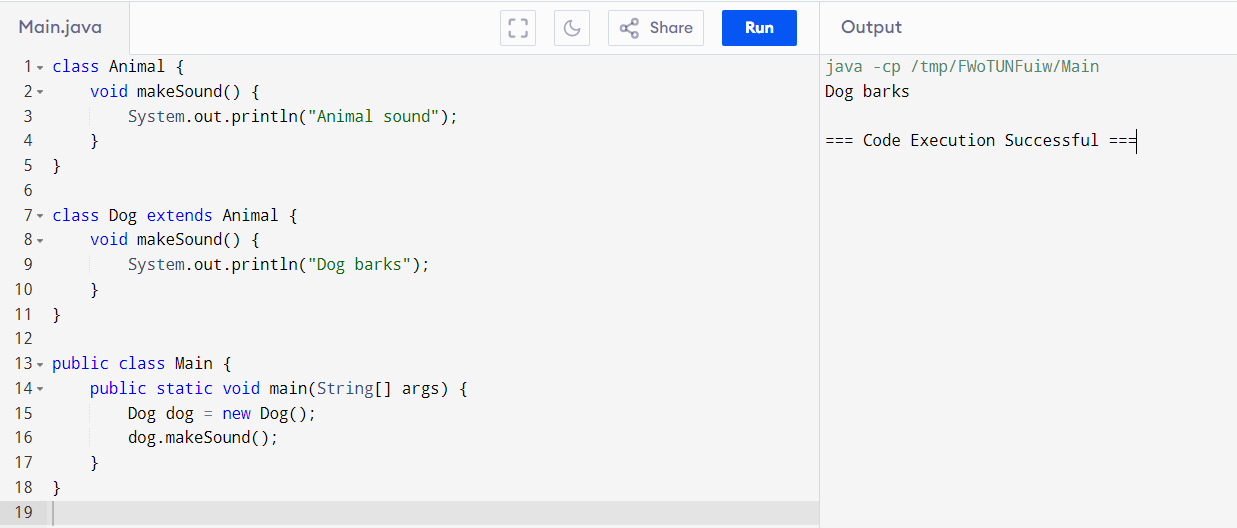 Main.java
Share
Run
Output
1 class Animal {
2     void makeSound() {
3         System.out.println("Animal sound");
4     }
5 }
6
7 class Dog extends Animal {
8     void makeSound() {
9         System.out.println("Dog barks");
10     }
11 }
12
13 public class Main {
14     public static void main(String[] args) {
15         Dog dog = new Dog();
16         dog.makeSound();
17     }
18 }
19
java -cp /tmp/FWoTUNFuiw/Main
Dog barks
=== Code Execution Successful ===